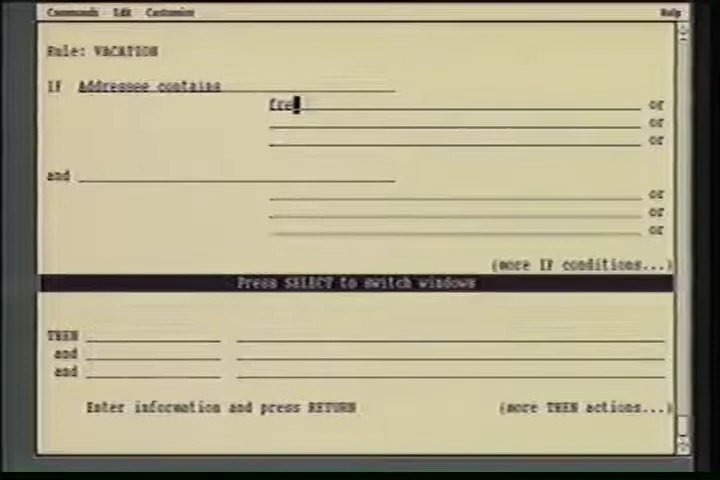 Commands Edit Customize Help
Rule: VACATION
IF Addressee contains
fre or
or
or
and
or
or
or
(more IF conditions...)
Press SELECT to switch windows
THEN
and
and
Enter information and press RETURN (more THEN actions...)